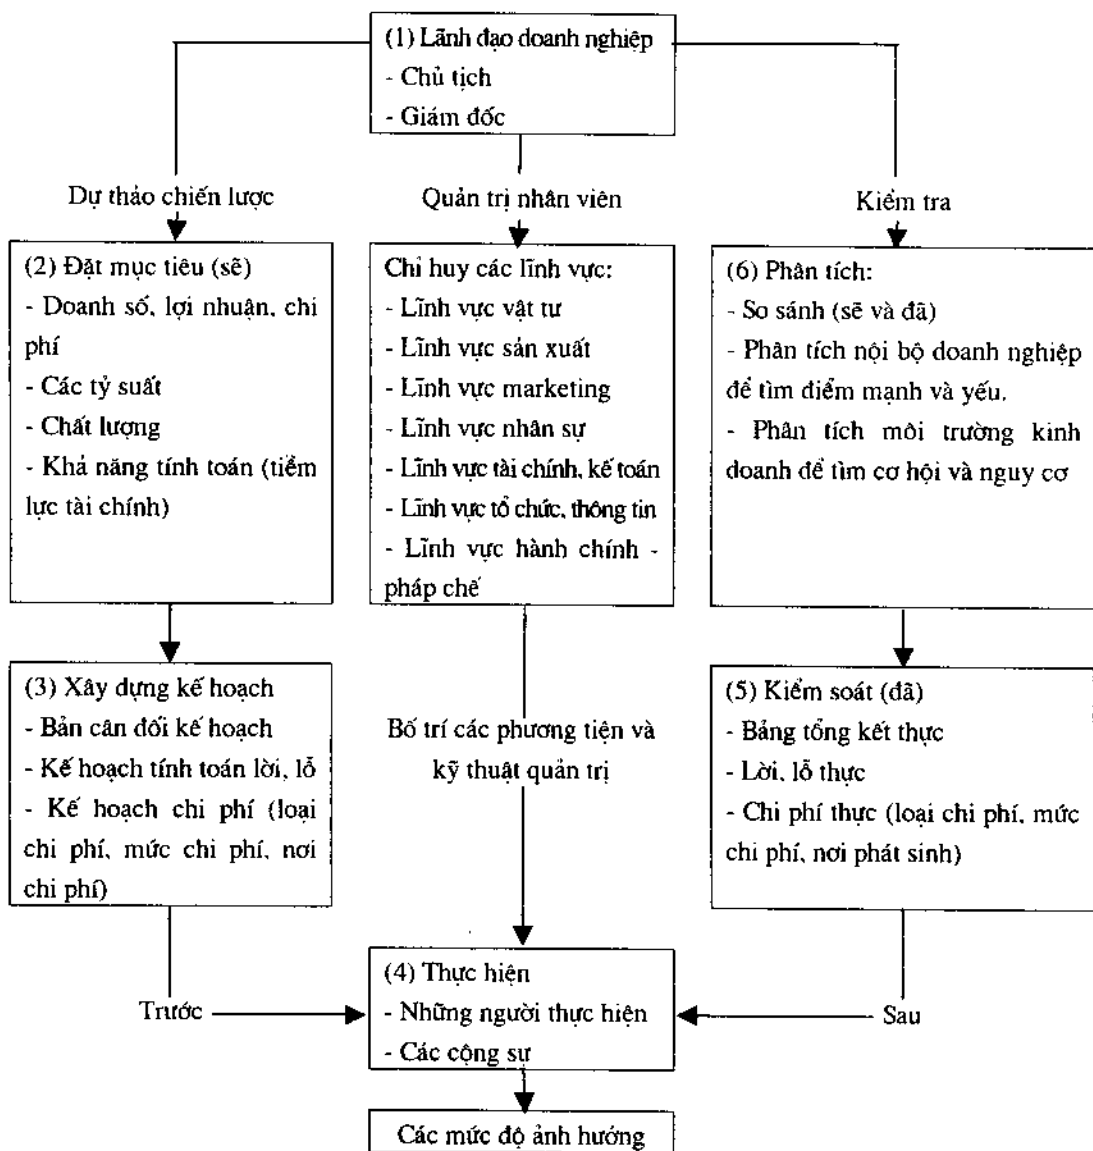 (1) Lãnh đạo doanh nghiệp
- Chủ tịch
- Giám đốc
Dự thảo chiến lược
Quản trị nhân viên
Kiểm tra
(2) Đặt mục tiêu (sẽ)
- Doanh số, lợi nhuận, chi
phí
- Các tỷ suất
- Chất lượng
- Khả năng tính toán (tiềm
lực tài chính)
Chỉ huy các lĩnh vực:
- Lĩnh vực vật tư
- Lĩnh vực sản xuất
- Lĩnh vực marketing
- Lĩnh vực nhân sự
- Lĩnh vực tài chính, kế toán
- Lĩnh vực tổ chức, thông tin
- Lĩnh vực hành chính -
pháp chế
(6) Phân tích:
- So sánh (sẽ và đã)
- Phân tích nội bộ doanh nghiệp
để tìm điểm mạnh và yếu.
- Phân tích môi trường kinh
doanh để tìm cơ hội và nguy cơ
(3) Xây dựng kế hoạch
- Bản cân đối kế hoạch
- Kế hoạch tính toán lời, lỗ
- Kế hoạch chi phí (loại
chi phí, mức chi phí, nơi
chi phí)
Bố trí các phương tiện và
kỹ thuật quản trị
(5) Kiểm soát (đã)
- Bảng tổng kết thực
- Lời, lỗ thực
- Chi phí thực (loại chi phí, mức
chi phí, nơi phát sinh)
Trước
(4) Thực hiện
- Những người thực hiện
- Các cộng sự
Sau
Các mức độ ảnh hưởng